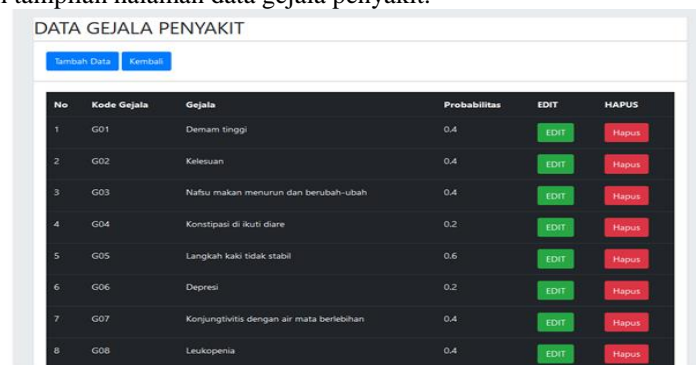 tampilan halaman data gejala penyakit.
DATA GEJALA PENYAKIT
Tambah Data Kembali
No Kode Gejala Gejala Probabilitas EDIT HAPUS
1 G01 Demam tinggi 0.4 EDIT Hapus
2 G02 Kelesuan 0.4 EDIT Hapus
3 G03 Nafsu makan menurun dan berubah-ubah 0.4 EDIT Hapus
4 G04 Konstipasi di ikuti diare 0.2 EDIT Hapus
5 G05 Langkah kaki tidak stabil 0.6 EDIT Hapus
6 G06 Depresi 0.2 EDIT Hapus
7 G07 Konjungtivitis dengan air mata berlebihan 0.4 EDIT Hapus
8 G08 Leukopenia 0.4 EDIT Hapus